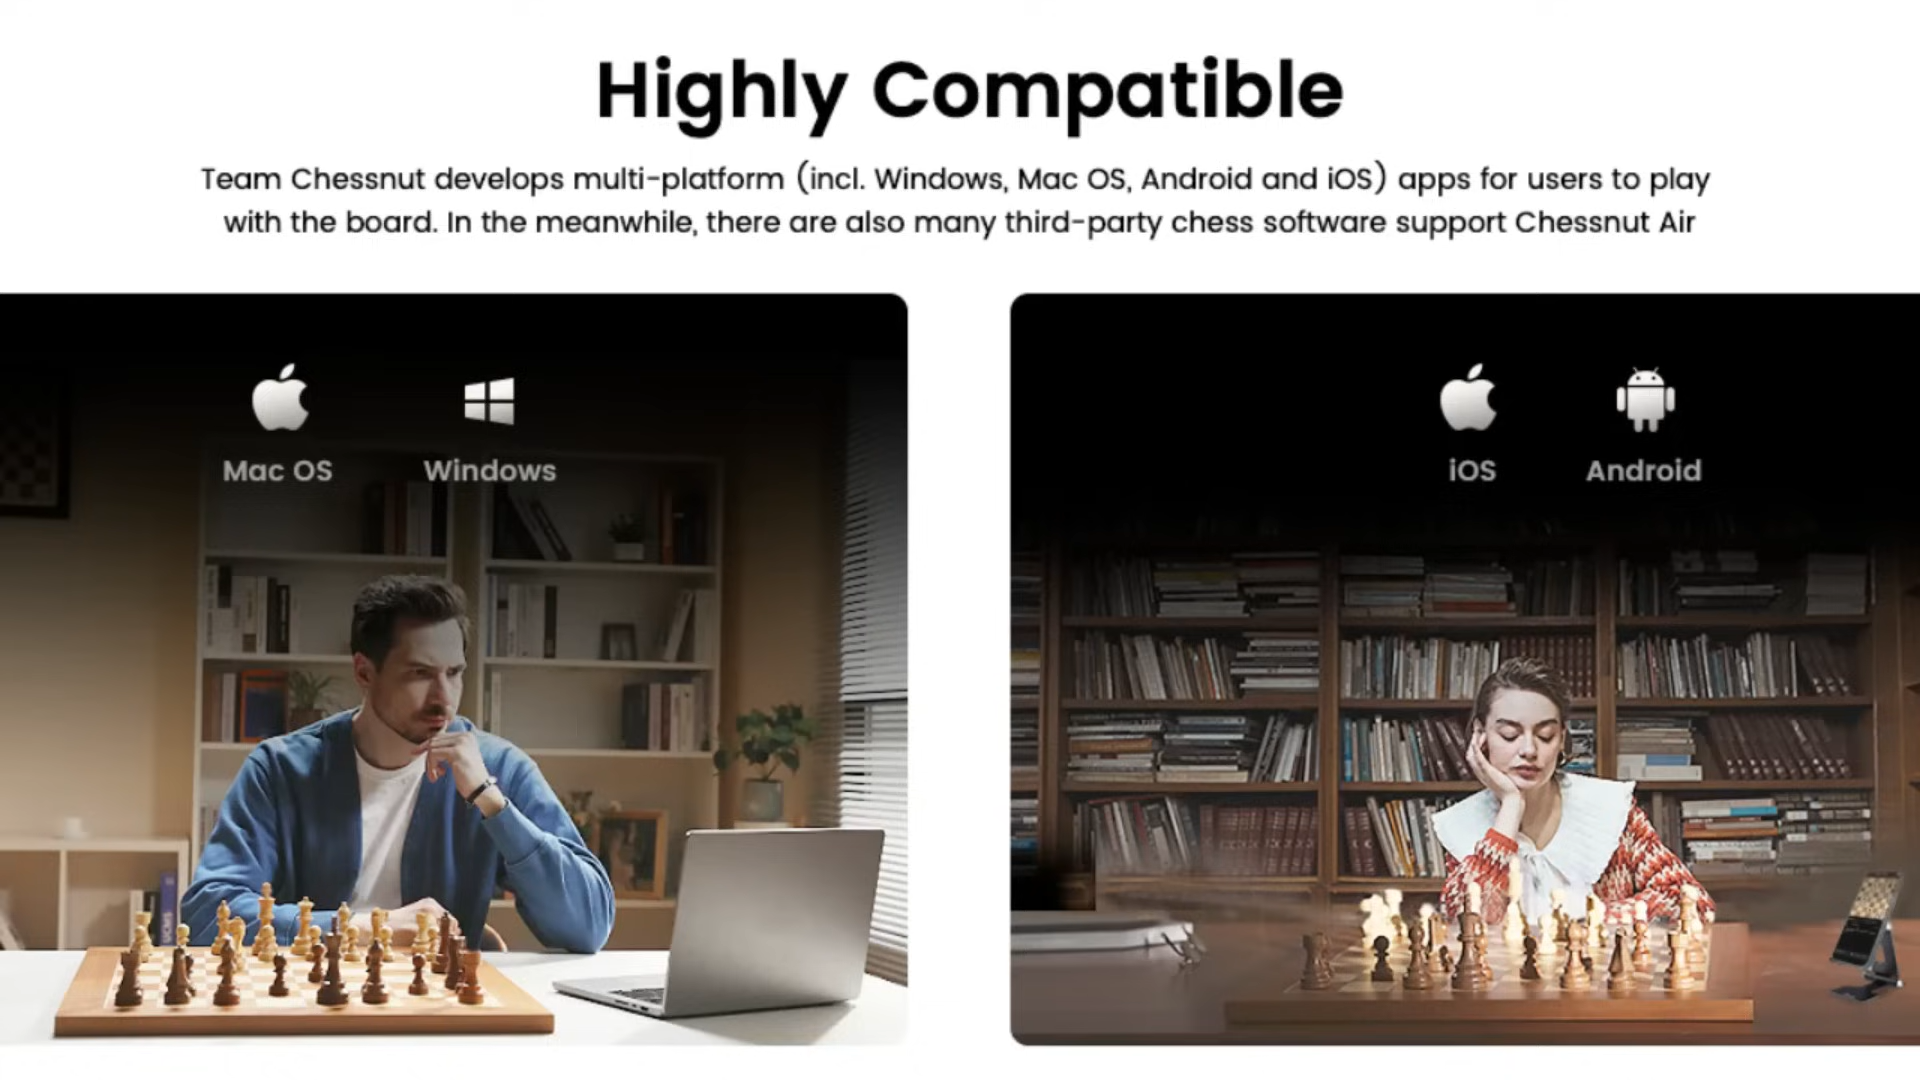 Highly Compatible
Team Chessnut develops multi-platform (incl. Windows, Mac OS, Android and iOS) apps for users to play
with the board. In the meanwhile, there are also many third-party chess software support Chessnut Air
Mac OS
Windows
iOS
Android